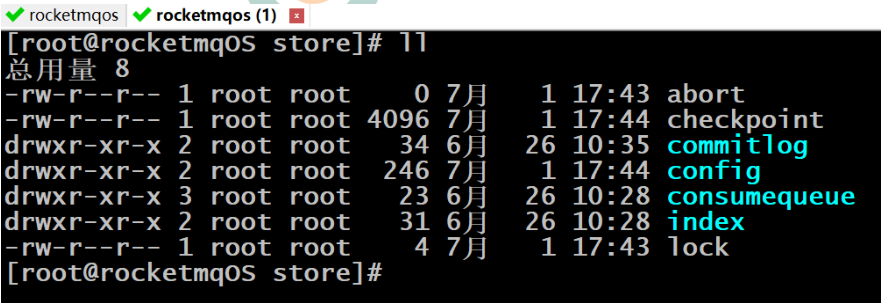 rocketmqos rocketmqos (1)
[root@rocketmqOS store]# ll
总用量 8
-rw-r--r-- 1 root root    0 7月   1 17:43 abort
-rw-r--r-- 1 root root 4096 7月   1 17:44 checkpoint
drwxr-xr-x 2 root root   34 6月  26 10:35 commitlog
drwxr-xr-x 2 root root  246 7月   1 17:44 config
drwxr-xr-x 3 root root   23 6月  26 10:28 consumequeue
drwxr-xr-x 2 root root   31 6月  26 10:28 index
-rw-r--r-- 1 root root    4 7月   1 17:43 lock
[root@rocketmqOS store]#